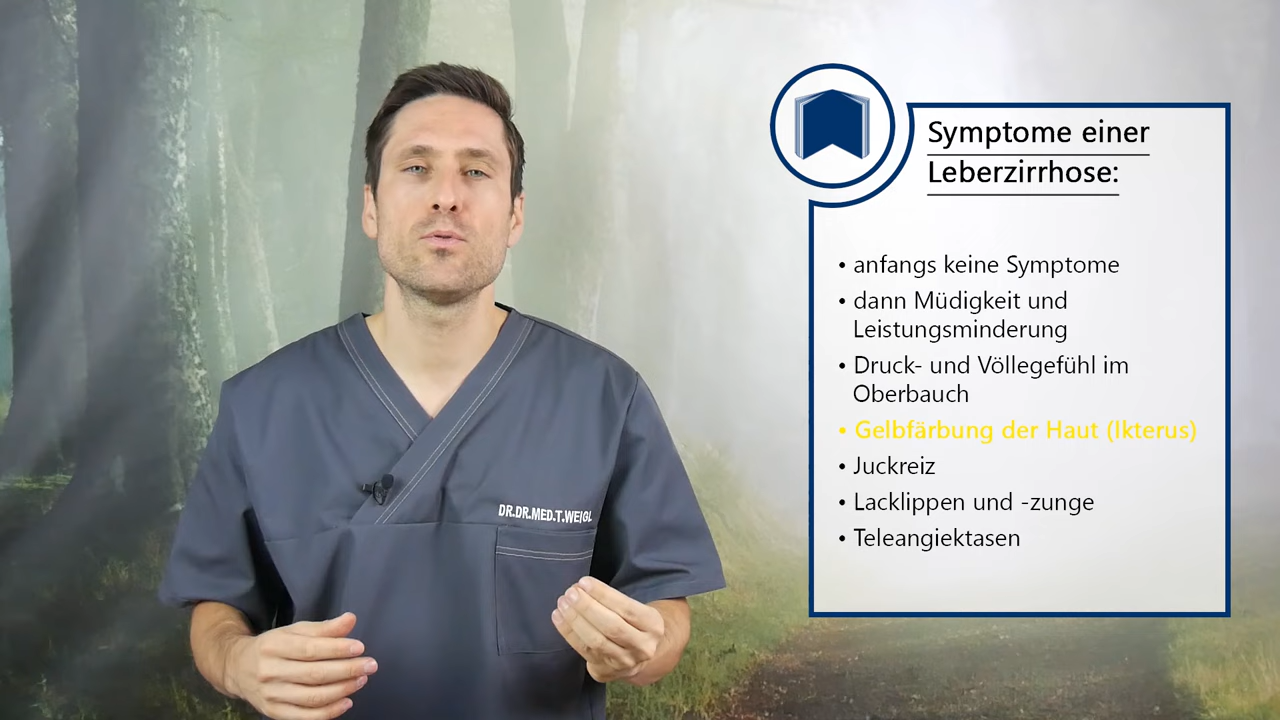 Symptome einer
Leberzirrhose:
• anfangs keine Symptome
• dann Müdigkeit und
Leistungsminderung
• Druck- und Völlegefühl im
Oberbauch
• Gelbfärbung der Haut (Ikterus)
• Juckreiz
• Lacklippen und -zunge
• Teleangiektasen
DR.DR.MED.T.WEIGL